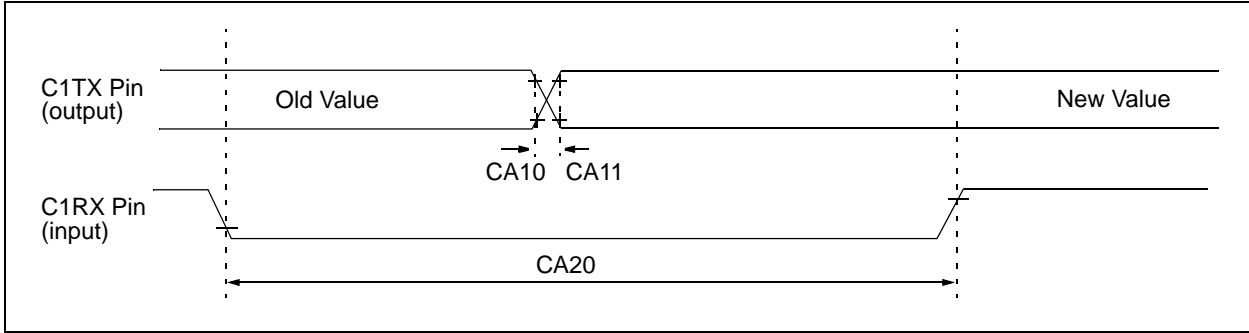 C1TX Pin
(output)
Old Value
New Value
CA10
CA11
C1RX Pin
(input)
CA20